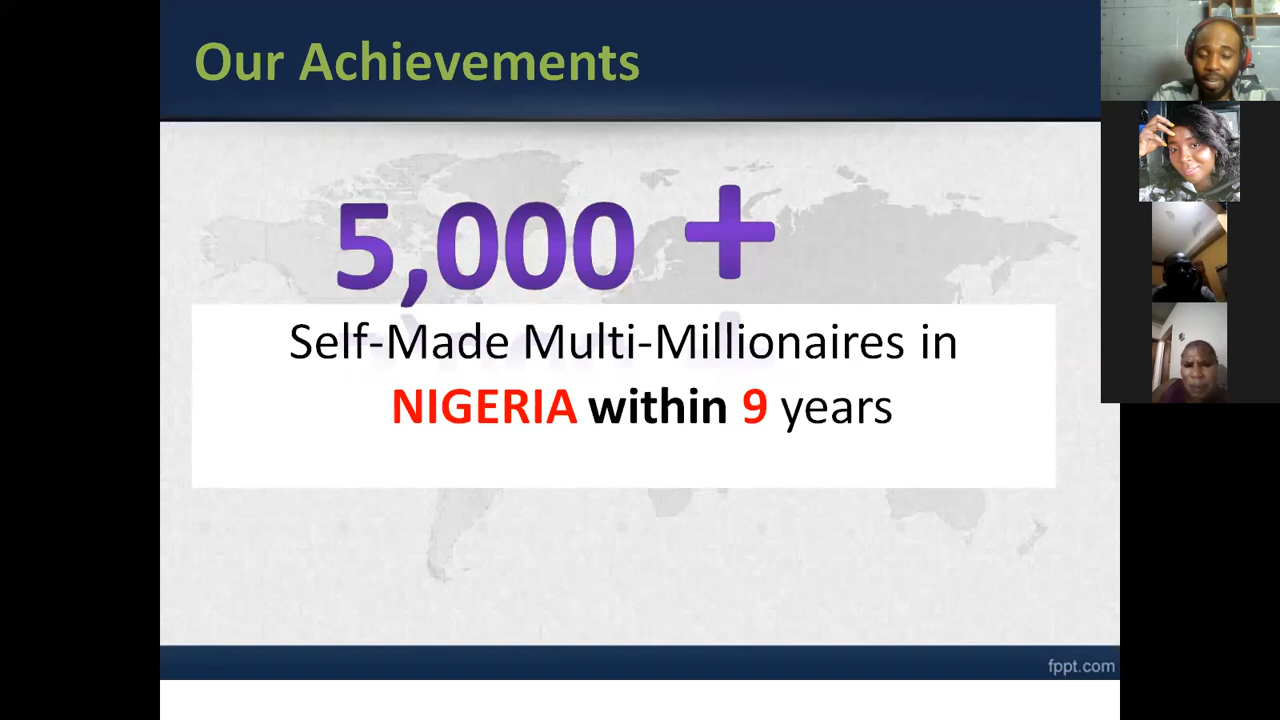 Our Achievements
5,000 +
Self-Made Multi-Millionaires in
NIGERIA within 9 years
fppt.com